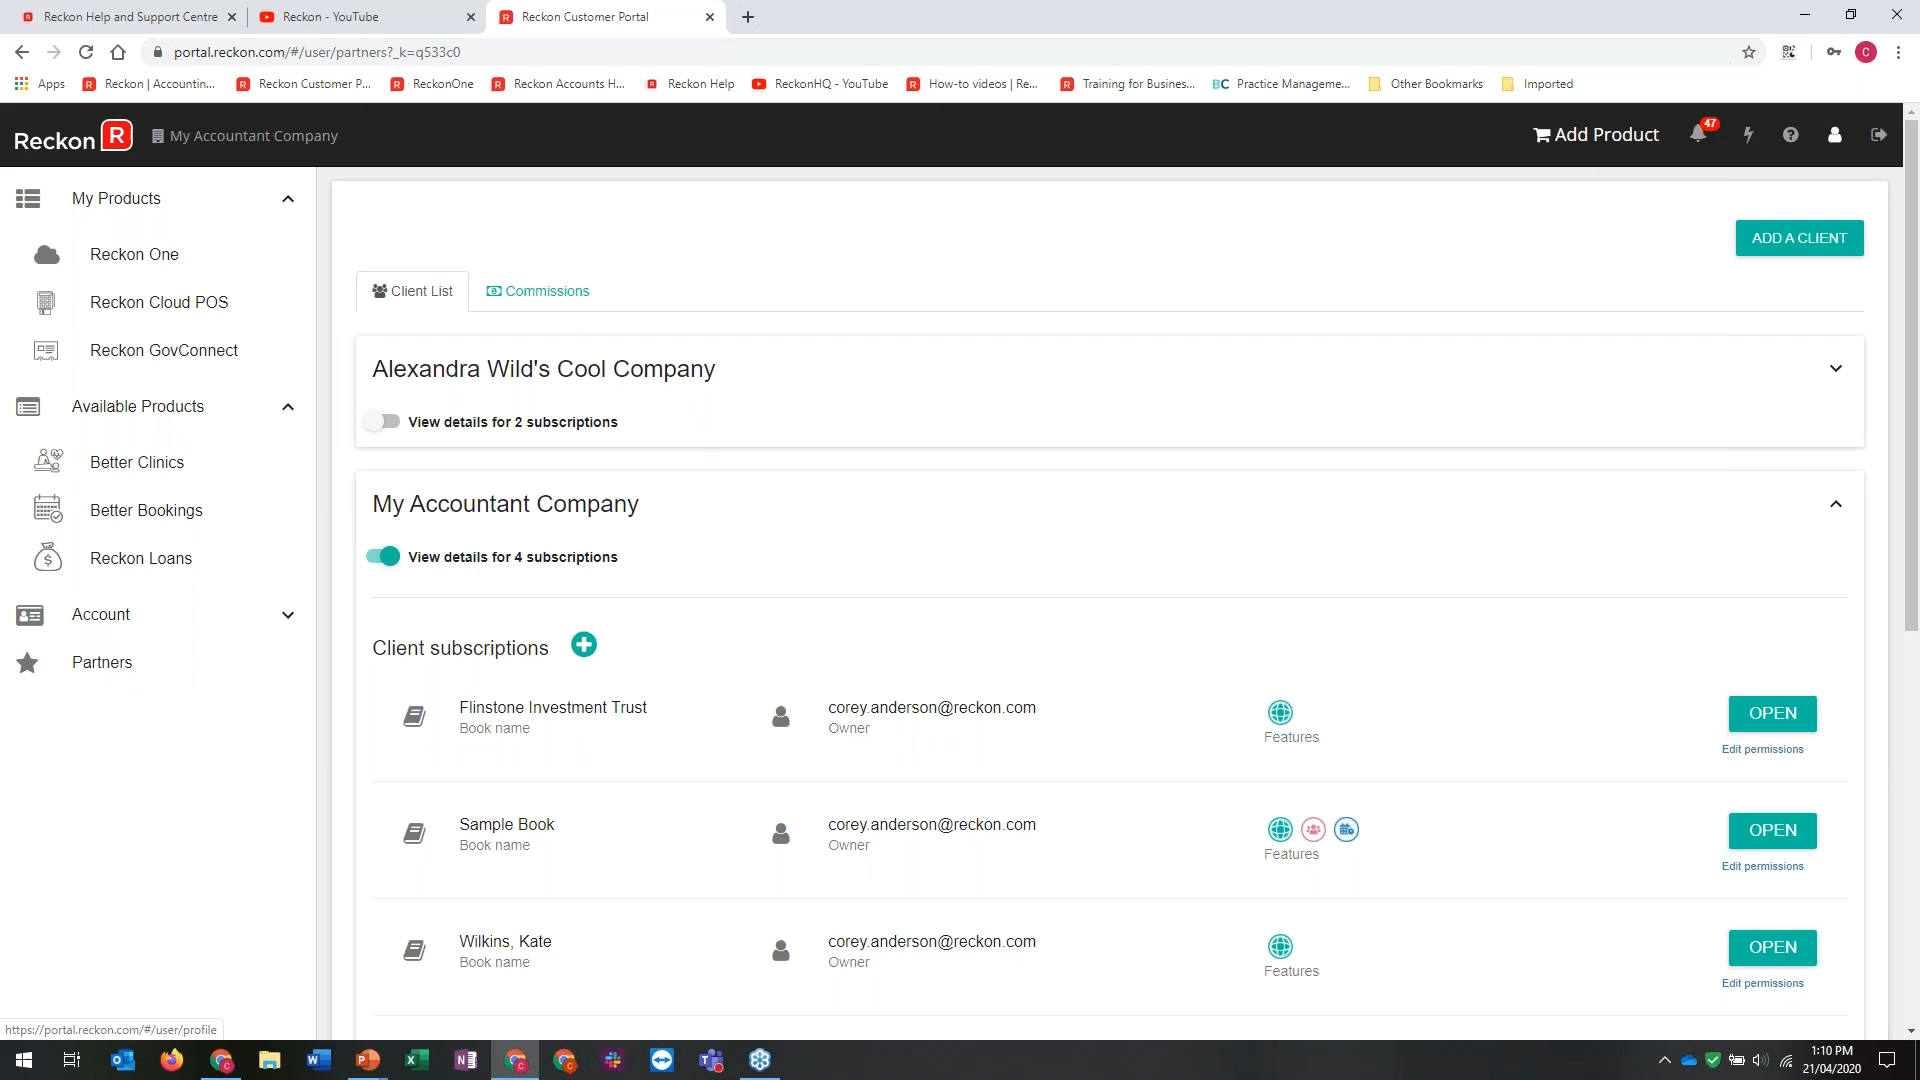 Reckon Help and Support Centre
Reckon - YouTube
Reckon Customer Portal
portal.reckon.com/#/user/partners?_k=q533c0
C
Apps
Reckon | Accountin...
Reckon Customer P...
ReckonOne
Reckon Accounts H...
Reckon Help
ReckonHQ - YouTube
How-to videos | Re...
Training for Busines...
BC Practice Manageme...
Other Bookmarks
Imported
Reckon R
My Accountant Company
Add Product
47
My Products
Reckon One
Reckon Cloud POS
Reckon GovConnect
Available Products
Better Clinics
Better Bookings
Reckon Loans
Account
Partners
ADD A CLIENT
Client List
Commissions
Alexandra Wild's Cool Company
View details for 2 subscriptions
My Accountant Company
View details for 4 subscriptions
Client subscriptions
Flinstone Investment Trust
Book name
corey.anderson@reckon.com
Owner
Features
OPEN
Edit permissions
Sample Book
Book name
corey.anderson@reckon.com
Owner
Features
OPEN
Edit permissions
Wilkins, Kate
Book name
corey.anderson@reckon.com
Owner
Features
OPEN
Edit permissions
https://portal.reckon.com/#/user/profile
1:10 PM
21/04/2020